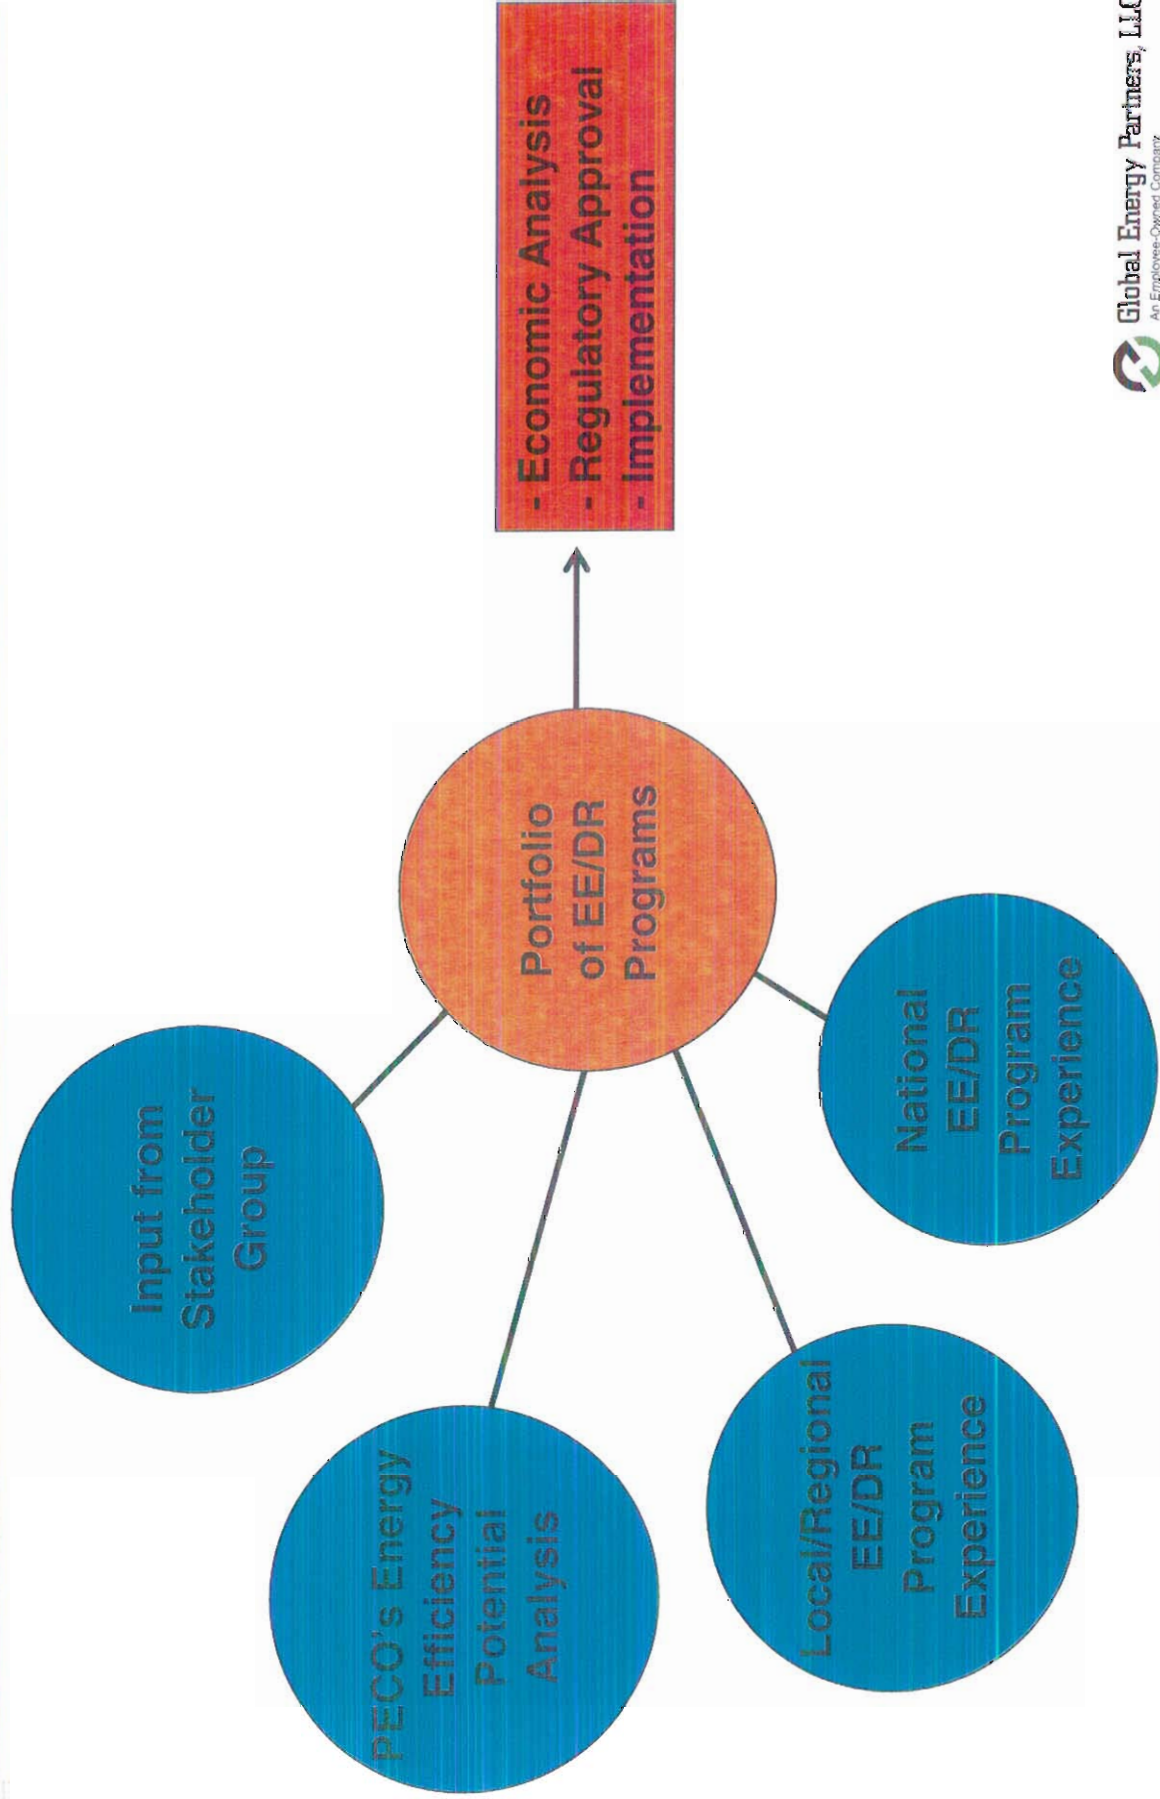 Input from
Stakeholder
Group
PECO's Energy
Efficiency
Potential
Analysis
Local/Regional
EE/DR
Program
Experience
National
EE/DR
Program
Experience
Portfolio
of EE/DR
Programs
- Economic Analysis
- Regulatory Approval
- Implementation
Global Energy Partners, LLC
An Employee-Owned Company